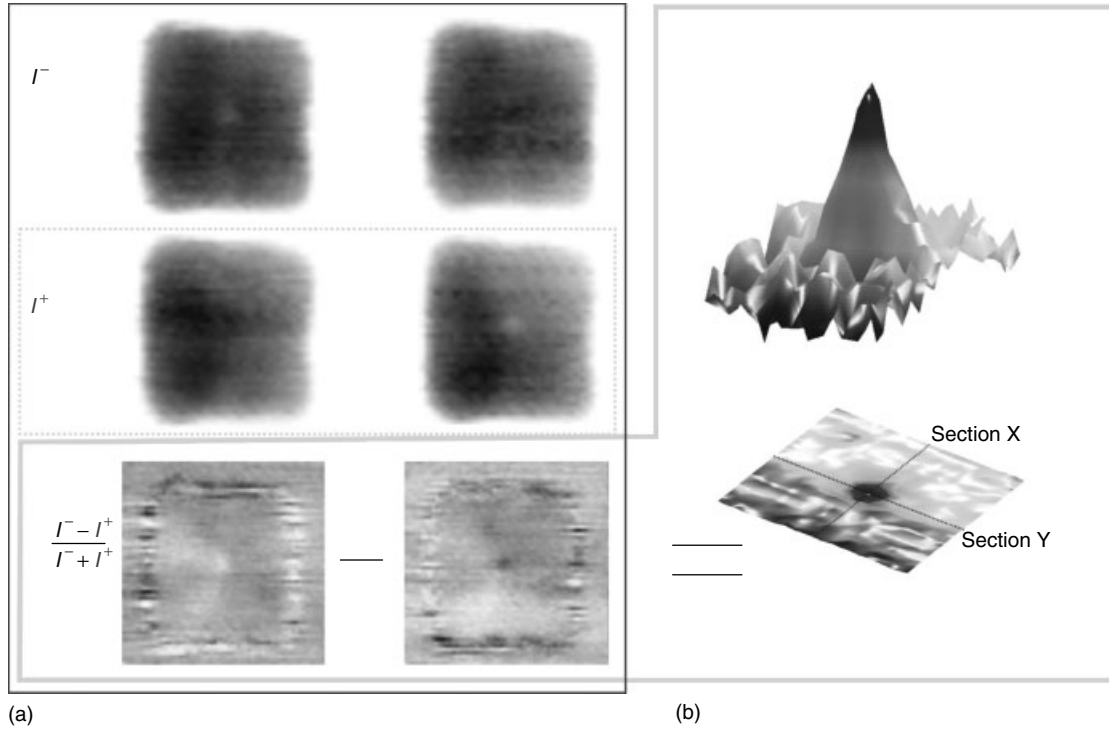 I⁻
I⁺
I⁻ – I⁺
I⁻ + I⁺
Section X
Section Y
(a)
(b)